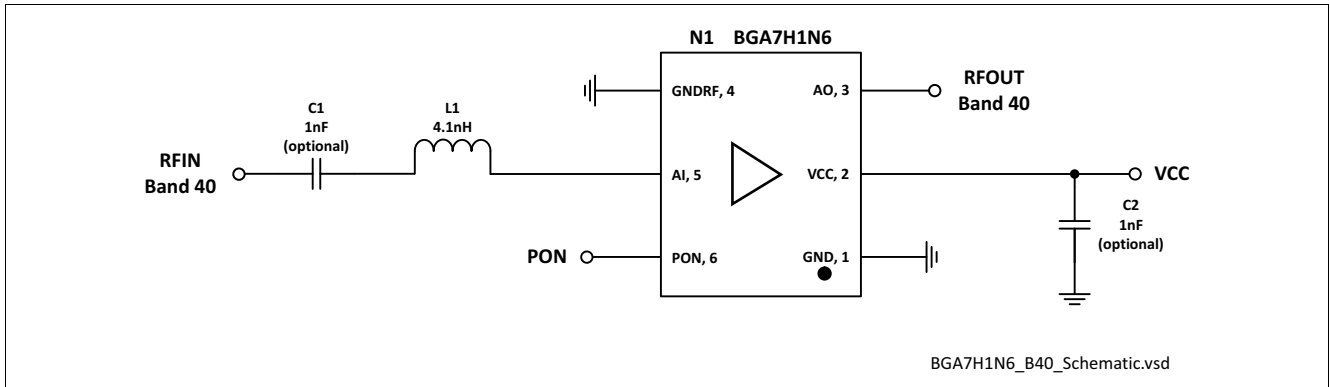 N1 BGA7H1N6
GNDRF, 4
AO, 3
RFOUT
Band 40
C1
1nF
(optional)
L1
4.1nH
RFIN
Band 40
AI, 5
VCC, 2
VCC
C2
1nF
(optional)
PON
PON, 6
GND, 1
BGA7H1N6_B40_Schematic.vsd